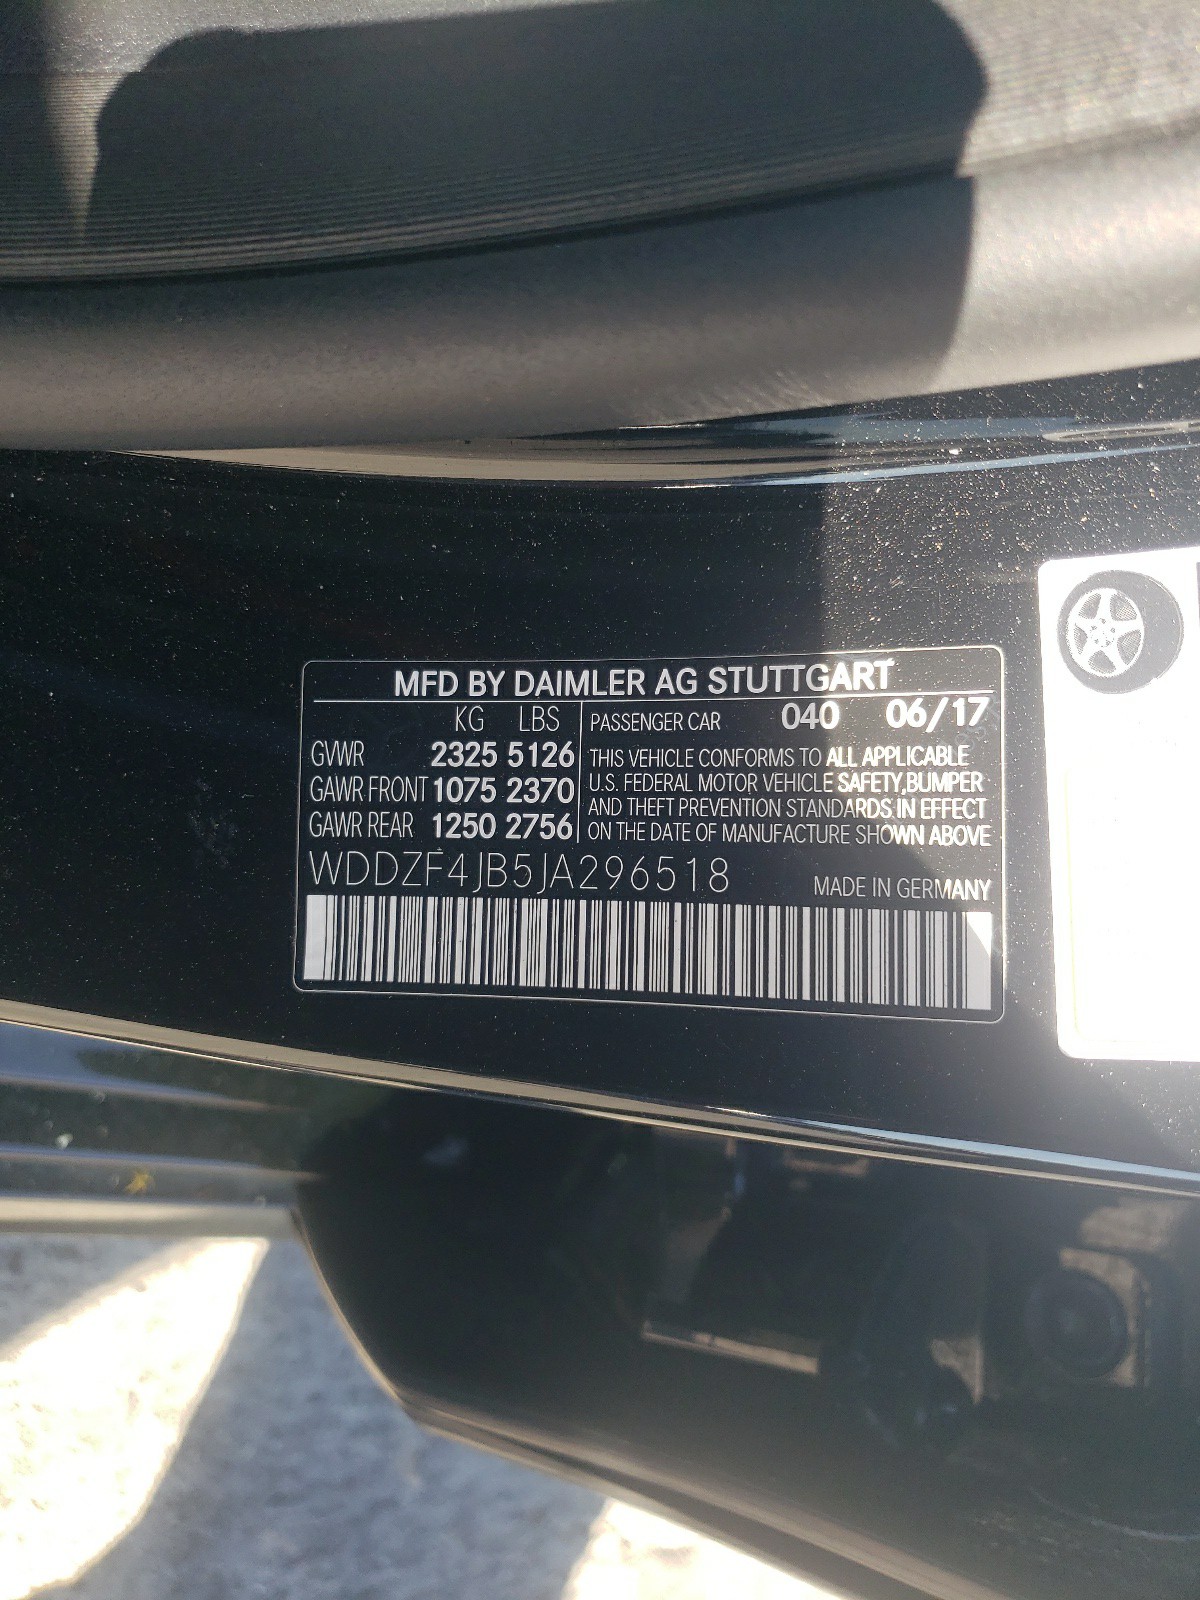 MFD BY DAIMLER AG STUTTGART
KG LBS
GVWR 2325 5126
GAWR FRONT 1075 2370
GAWR REAR 1250 2756
PASSENGER CAR 040 06/17
THIS VEHICLE CONFORMS TO ALL APPLICABLE
U.S. FEDERAL MOTOR VEHICLE SAFETY, BUMPER
AND THEFT PREVENTION STANDARDS IN EFFECT
ON THE DATE OF MANUFACTURE SHOWN ABOVE
WDDZF4JB5JA296518
MADE IN GERMANY